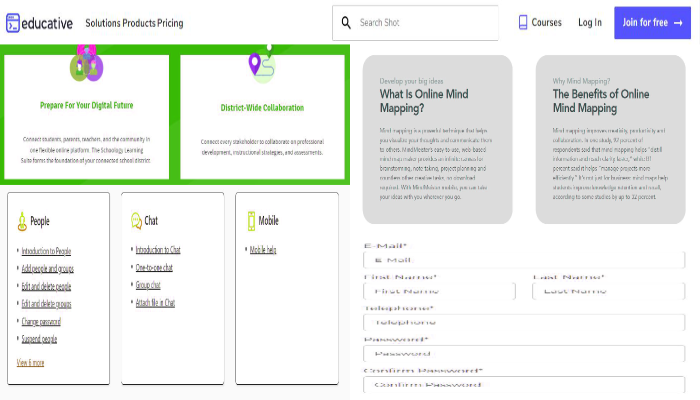 educative
Solutions Products Pricing
Search Shot
Courses
Log In
Join for free →
Prepare For Your Digital Future
Connect students, parents, teachers, and the community in
one flexible online platform. The Schoology Learning
Suite forms the foundation of your connected school district.
District-Wide Collaboration
Connect every stakeholder to collaborate on professional
development, instructional strategies, and assessments.
People
Introduction to People
Add people and groups
Edit and delete people
Edit and delete groups
Change password
Suspend people
View 6 more
Chat
Introduction to Chat
One-to-one chat
Group chat
Attach file in Chat
Mobile
Mobile help
Develop your big ideas
What Is Online Mind
Mapping?
Mind mapping is a powerful technique that helps
you visualize your thoughts and communicate them
to others. MindMeister's easy-to-use, web-based
mind map maker provides an infinite canvas for
brainstorming, note-taking, project planning and
countless other creative tasks, no download
required. With MindMeister mobile, you can take
your ideas with you wherever you go.
Why Mind Mapping?
The Benefits of Online
Mind Mapping
Mind mapping improves creativity, productivity and
collaboration. In one study, 92 percent of
respondents said that mind mapping helps "distill
information and reach clarity faster," while
percent said it helps "manage projects more
efficiently." It's not just for business: mind maps help
students improve knowledge retention and recall,
according to some studies by up to 32 percent.
E-Mail*
E-Mail
First Name*
First Name
Last Name*
Last Name
Telephone*
Telephone
Password*
Password
Confirm Password*
Confirm Password